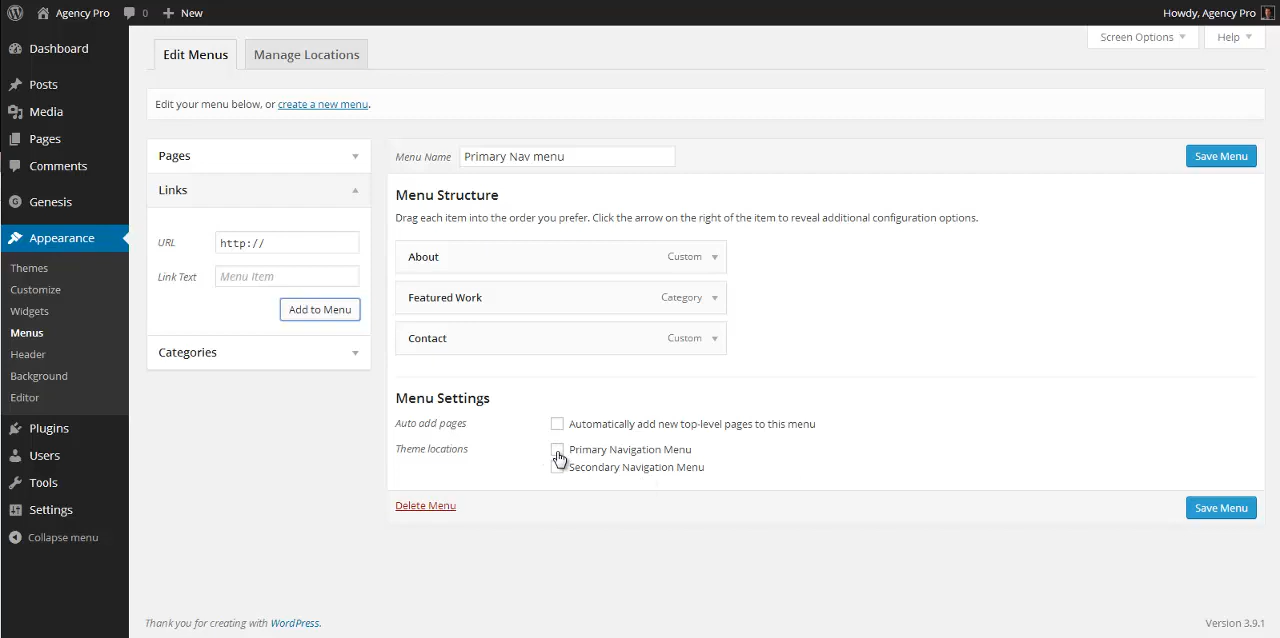 Agency Pro 0 New Howdy, Agency Pro
Dashboard
Posts
Media
Pages
Comments
Genesis
Appearance
Themes
Customize
Widgets
Menus
Header
Background
Editor
Plugins
Users
Tools
Settings
Collapse menu
Edit Menus Manage Locations
Screen Options Help
Edit your menu below, or create a new menu.
Pages
Links
URL http://
Link Text Menu Item
Add to Menu
Categories
Menu Name Primary Nav menu Save Menu
Menu Structure
Drag each item into the order you prefer. Click the arrow on the right of the item to reveal additional configuration options.
About Custom
Featured Work Category
Contact Custom
Menu Settings
Auto add pages Automatically add new top-level pages to this menu
Theme locations Primary Navigation Menu
Secondary Navigation Menu
Delete Menu Save Menu
Thank you for creating with WordPress. Version 3.9.1